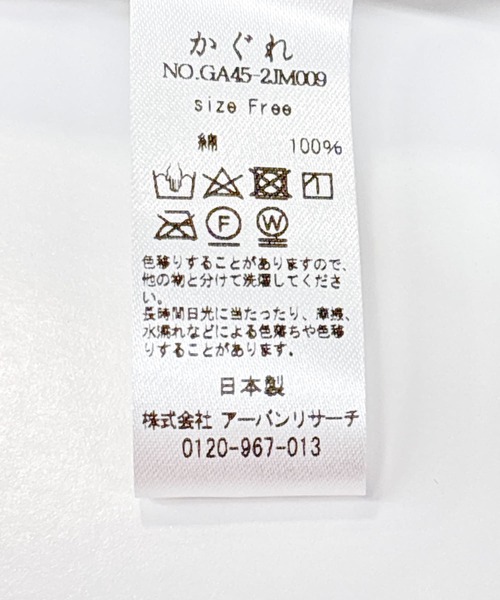 かぐれ
NO.GA45-2JM009
size Free
綿 100%
F W
色移りすることがありますので、
他の物と分けて洗濯してくださ
い。
長時間日光に当たったり、摩擦、
水濡れなどによる色落ちや色移
りすることがあります。
日本製
株式会社 アーバンリサーチ
0120-967-013